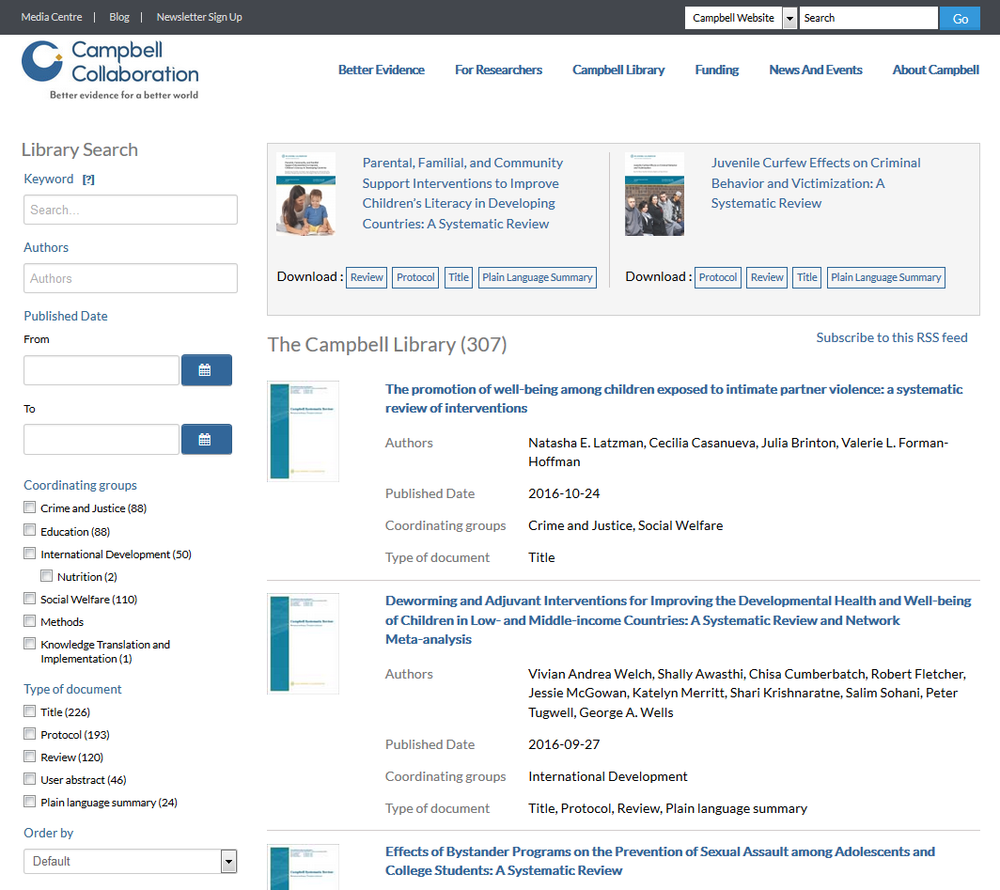 Media Centre | Blog | Newsletter Sign Up
Campbell Website
Search
Go
Campbell
Collaboration
Better evidence for a better world
Better Evidence
For Researchers
Campbell Library
Funding
News And Events
About Campbell
Library Search
Keyword [?]
Search...
Authors
Authors
Published Date
From
To
Coordinating groups
Crime and Justice (88)
Education (88)
International Development (50)
Nutrition (2)
Social Welfare (110)
Methods
Knowledge Translation and
Implementation (1)
Type of document
Title (226)
Protocol (193)
Review (120)
User abstract (46)
Plain language summary (24)
Order by
Default
Parental, Familial, and Community
Support Interventions to Improve
Children's Literacy in Developing
Countries: A Systematic Review
Download : Review Protocol Title Plain Language Summary
Juvenile Curfew Effects on Criminal
Behavior and Victimization: A
Systematic Review
Download : Protocol Review Title Plain Language Summary
The Campbell Library (307)
Subscribe to this RSS feed
The promotion of well-being among children exposed to intimate partner violence: a systematic
review of interventions
Authors
Natasha E. Latzman, Cecilia Casanueva, Julia Brinton, Valerie L. Forman-
Hoffman
Published Date
2016-10-24
Coordinating groups
Crime and Justice, Social Welfare
Type of document
Title
Deworming and Adjuvant Interventions for Improving the Developmental Health and Well-being
of Children in Low- and Middle-income Countries: A Systematic Review and Network
Meta-analysis
Authors
Vivian Andrea Welch, Shally Awasthi, Chisa Cumberbatch, Robert Fletcher,
Jessie McGowan, Katelyn Merritt, Shari Krishnaratne, Salim Sohani, Peter
Tugwell, George A. Wells
Published Date
2016-09-27
Coordinating groups
International Development
Type of document
Title, Protocol, Review, Plain language summary
Effects of Bystander Programs on the Prevention of Sexual Assault among Adolescents and
College Students: A Systematic Review